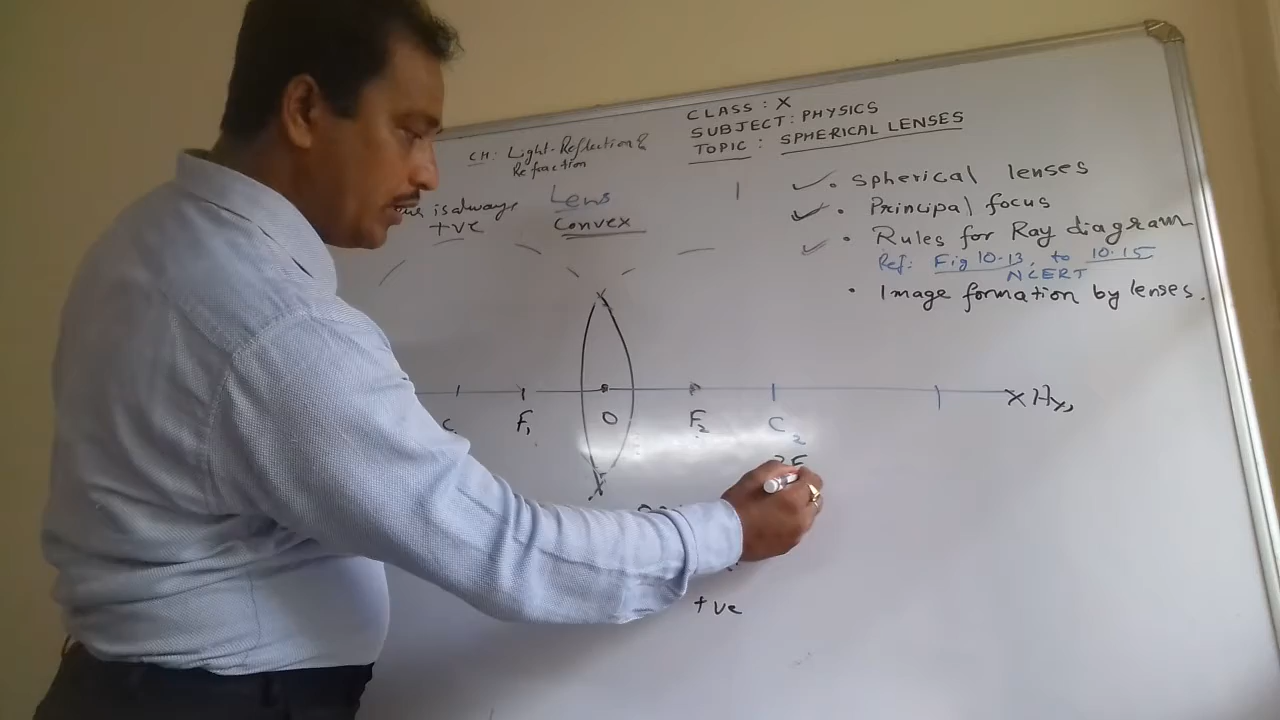 CLASS : X
SUBJECT : PHYSICS
TOPIC : SPHERICAL LENSES
CH: Light-Reflection &
Refraction
is always
+ve
Lens
Convex
• Spherical lenses
• Principal focus
• Rules for Ray diagram
Ref: Fig 10.13, to 10.15
NCERT
• Image formation by lenses.
F1
O
F2
C2
2F
+ve